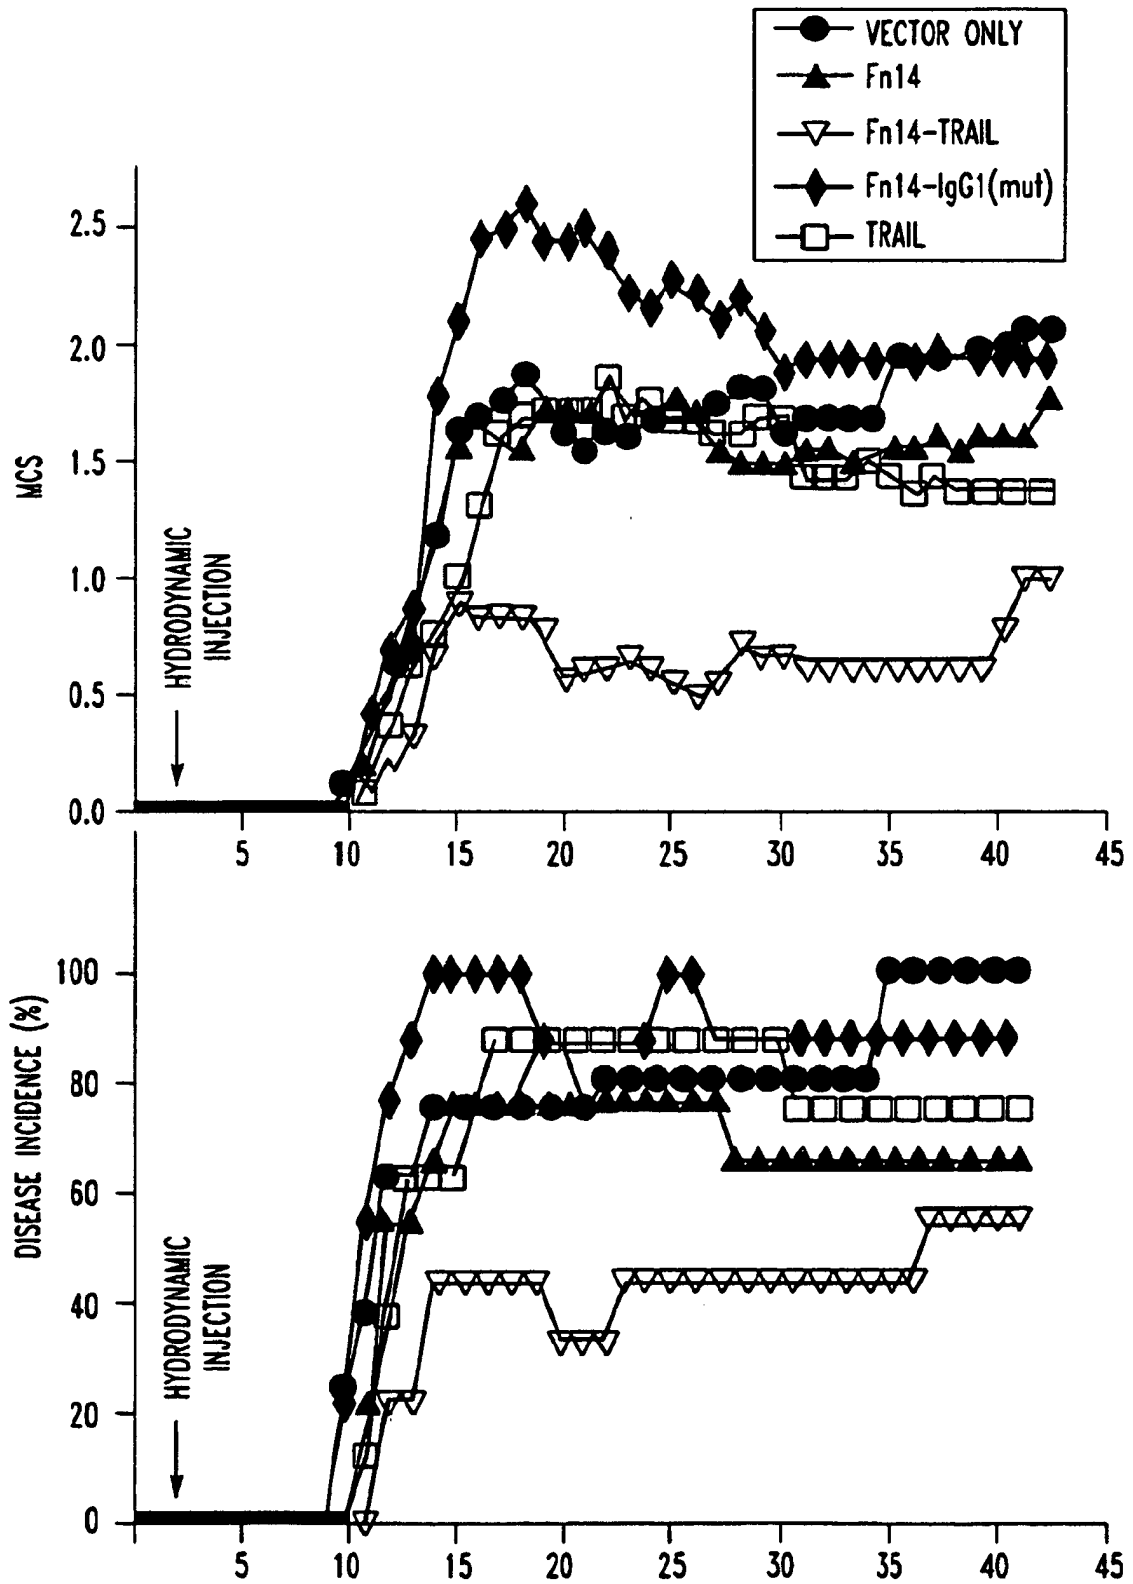 VECTOR ONLY
Fn14
Fn14-TRAIL
Fn14-IgG1(mut)
TRAIL
MCS
2.5
2.0
1.5
1.0
0.5
0.0
HYDRODYNAMIC
INJECTION
5 10 15 20 25 30 35 40 45
DISEASE INCIDENCE (%)
100
80
60
40
20
0
HYDRODYNAMIC
INJECTION
5 10 15 20 25 30 35 40 45